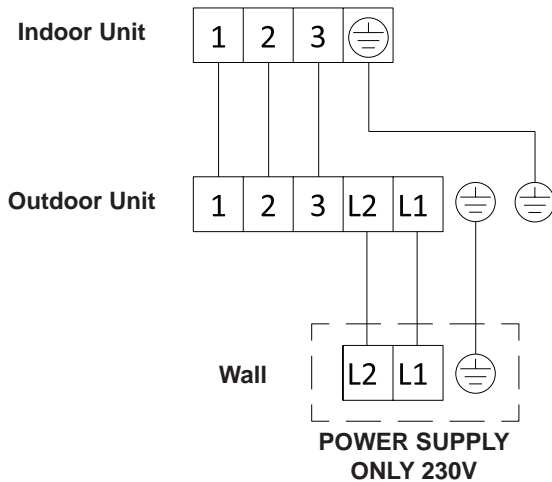 Indoor Unit
1 2 3
Outdoor Unit
1 2 3 L2 L1
Wall
L2 L1
POWER SUPPLY
ONLY 230V